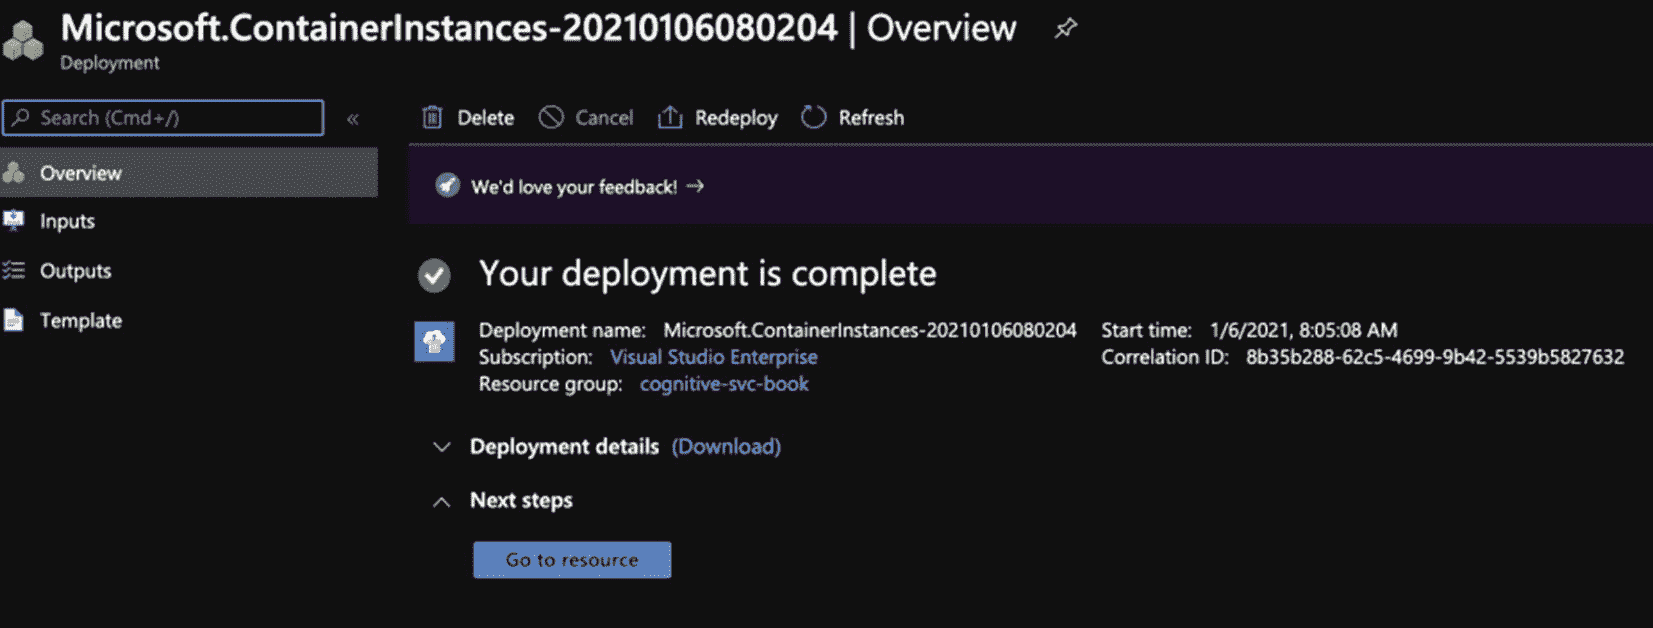 Microsoft.ContainerInstances-20210106080204 | Overview
Deployment
Search (Cmd+/)
«
Delete
Cancel
Redeploy
Refresh
Overview
Inputs
Outputs
Template
We'd love your feedback! →
Your deployment is complete
Deployment name: Microsoft.ContainerInstances-20210106080204
Subscription: Visual Studio Enterprise
Resource group: cognitive-svc-book
Start time: 1/6/2021, 8:05:08 AM
Correlation ID: 8b35b288-62c5-4699-9b42-5539b5827632
Deployment details (Download)
Next steps
Go to resource